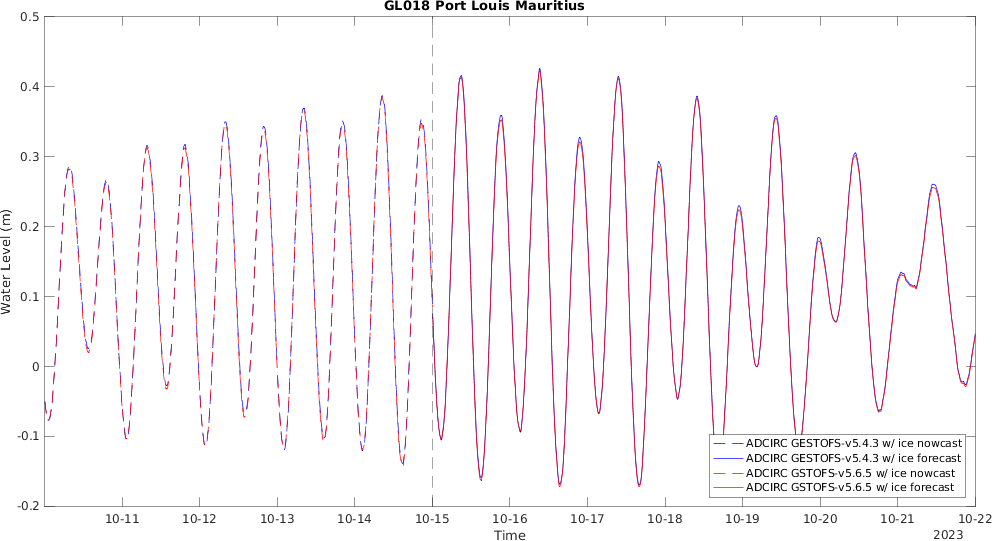 GL018 Port Louis Mauritius
Water Level (m)
0.5
0.4
0.3
0.2
0.1
0
-0.1
-0.2
ADCIRC GESTOFS-v5.4.3 w/ ice nowcast
ADCIRC GESTOFS-v5.4.3 w/ ice forecast
ADCIRC GSTOFS-v5.6.5 w/ ice nowcast
ADCIRC GSTOFS-v5.6.5 w/ ice forecast
10-11 10-12 10-13 10-14 10-15 10-16 10-17 10-18 10-19 10-20 10-21 10-22
Time
2023